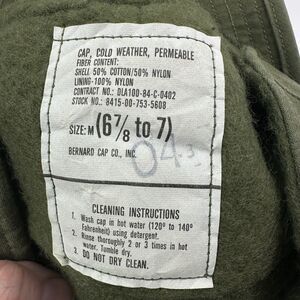 CAP, COLD WEATHER, PERMEABLE
FIBER CONTENT:
SHELL 50% COTTON/50% NYLON
LINING-100% NYLON
CONTRACT NO.: DLA100-84-C-0402
STOCK NO.: 8415-00-753-5608
SIZE: M (6 7/8 to 7)
BERNARD CAP CO., INC.
CLEANING INSTRUCTIONS
1. Wash cap in hot water (120° to 140°
Fahrenheit) using detergent.
2. Rinse thoroughly 2 or 3 times in hot
water. Tumble dry.
3. DO NOT DRY CLEAN.